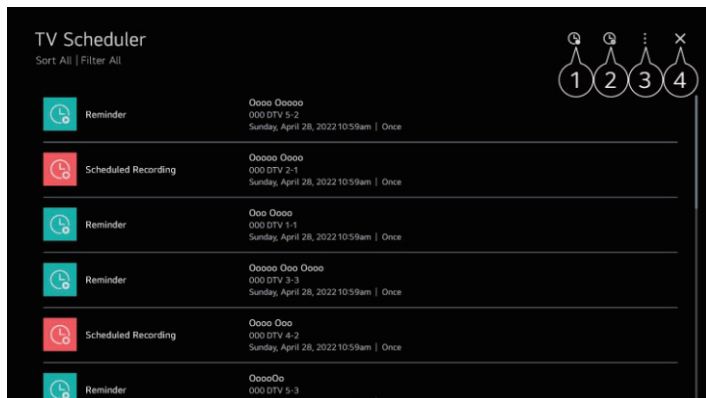 TV Scheduler
Sort All | Filter All
1 2 3 4
Reminder
Oooo Ooooo
000 DTV 5-2
Sunday, April 28, 2022 10:59am | Once
Scheduled Recording
Ooooo Oooo
000 DTV 2-1
Sunday, April 28, 2022 10:59am | Once
Reminder
Ooo Oooo
000 DTV 1-1
Sunday, April 28, 2022 10:59am | Once
Reminder
Ooooo Ooo Oooo
000 DTV 3-3
Sunday, April 28, 2022 10:59am | Once
Scheduled Recording
Oooo Ooo
000 DTV 4-2
Sunday, April 28, 2022 10:59am | Once
Reminder
OoooOo
000 DTV 5-3